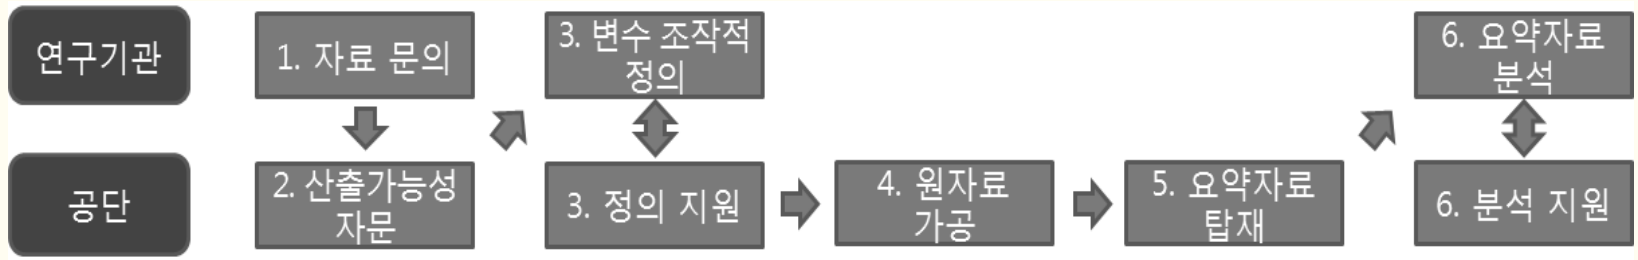 연구기관
1. 자료 문의
3. 변수 조작적
정의
6. 요약자료
분석
공단
2. 산출가능성
자문
3. 정의 지원
4. 원자료
가공
5. 요약자료
탑재
6. 분석 지원